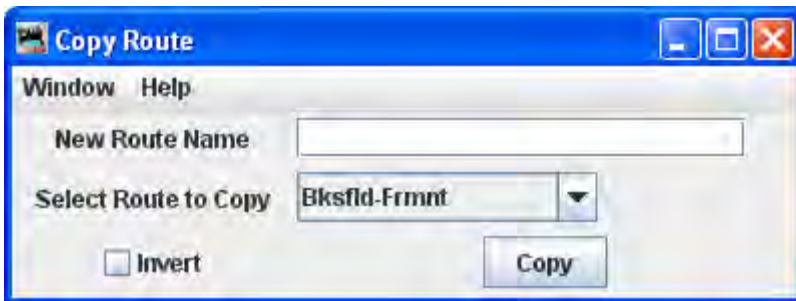 Copy Route
Window Help
New Route Name
Select Route to Copy Bksfld-Frmnt
Invert Copy